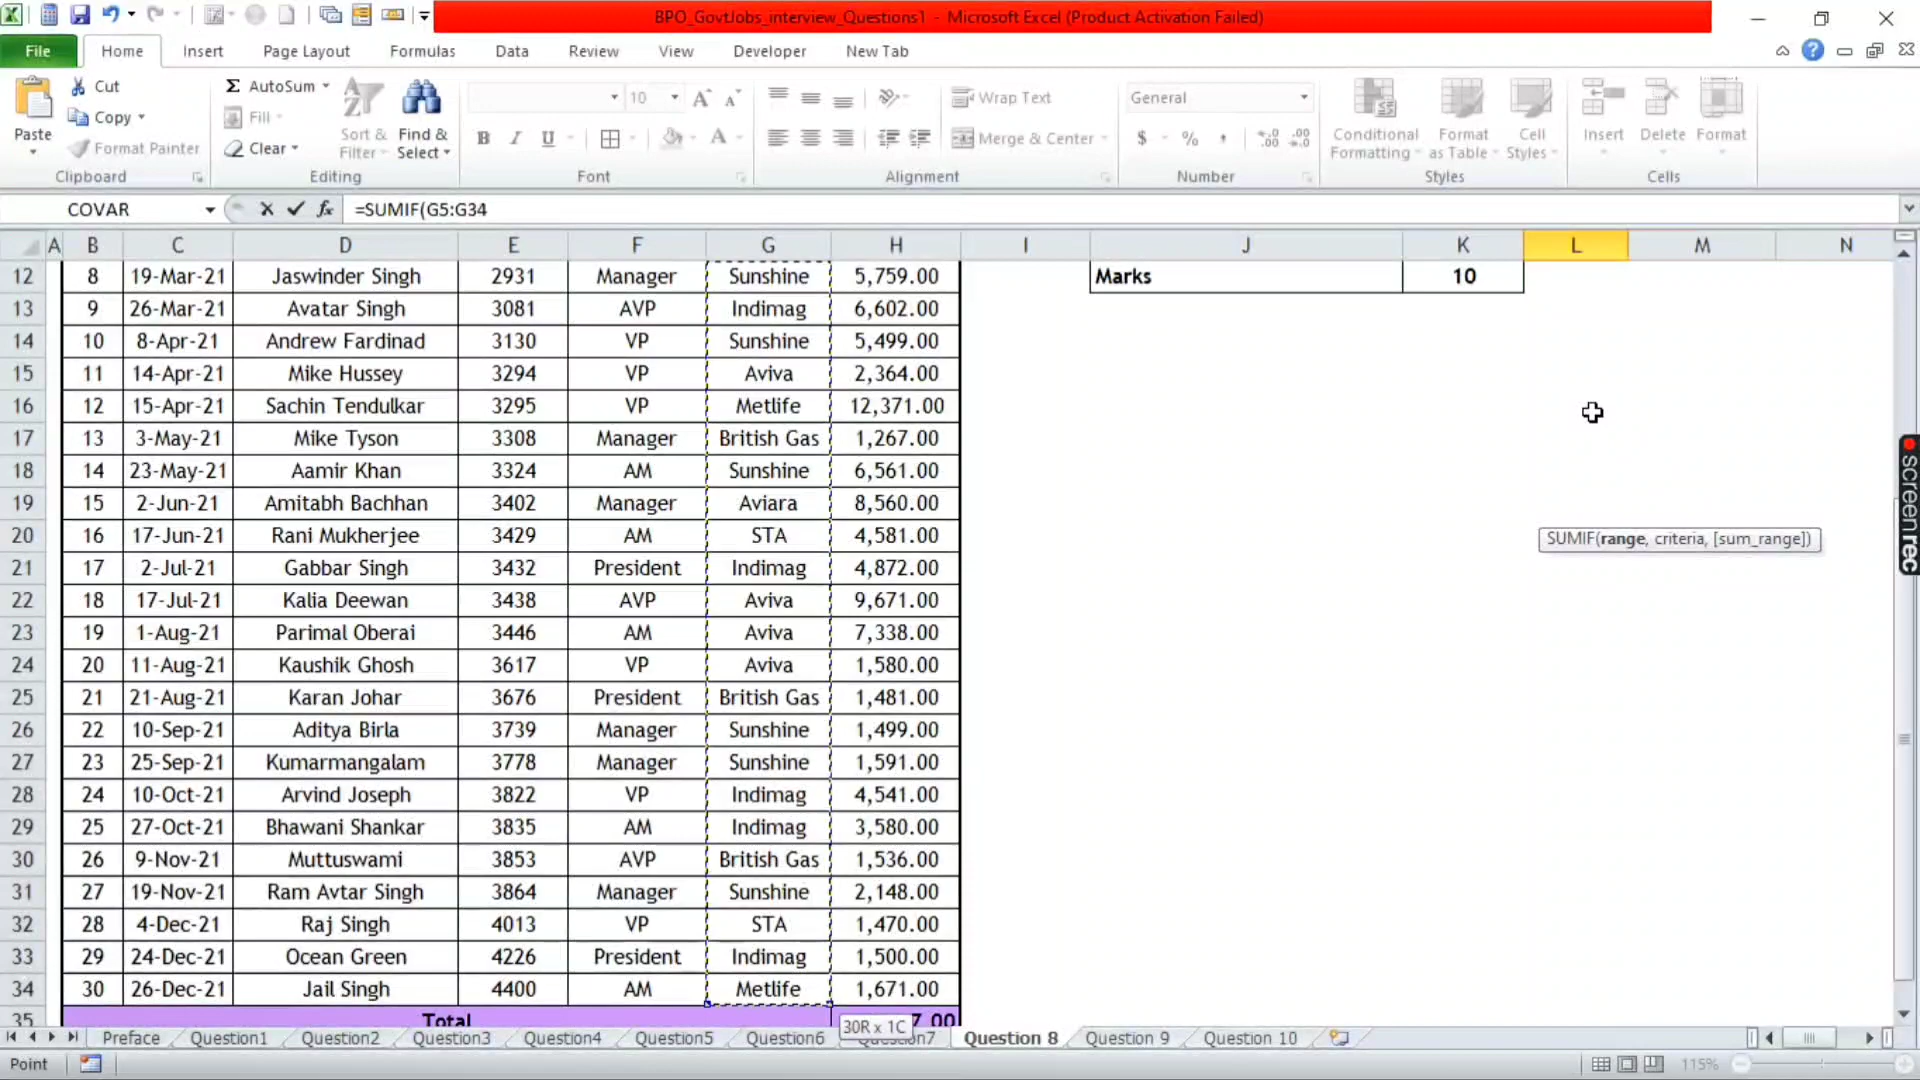 BPO_GovtJobs_interview_Questions1 - Microsoft Excel (Product Activation Failed)
File Home Insert Page Layout Formulas Data Review View Developer New Tab
Paste Cut Copy Format Painter Clipboard
AutoSum Fill Clear Sort & Filter Find & Select Editing
10 B I U A Font
Wrap Text Merge & Center Alignment
General $ % , Number
Conditional Formatting Format as Table Cell Styles Styles
Insert Delete Format Cells
COVAR fx =SUMIF(G5:G34
A B C D E F G H I J K L M N
12 8 19-Mar-21 Jaswinder Singh 2931 Manager Sunshine 5,759.00 Marks 10
13 9 26-Mar-21 Avatar Singh 3081 AVP Indimag 6,602.00
14 10 8-Apr-21 Andrew Fardinad 3130 VP Sunshine 5,499.00
15 11 14-Apr-21 Mike Hussey 3294 VP Aviva 2,364.00
16 12 15-Apr-21 Sachin Tendulkar 3295 VP Metlife 12,371.00
17 13 3-May-21 Mike Tyson 3308 Manager British Gas 1,267.00
18 14 23-May-21 Aamir Khan 3324 AM Sunshine 6,561.00
19 15 2-Jun-21 Amitabh Bachhan 3402 Manager Aviara 8,560.00
20 16 17-Jun-21 Rani Mukherjee 3429 AM STA 4,581.00
SUMIF(range, criteria, [sum_range])
21 17 2-Jul-21 Gabbar Singh 3432 President Indimag 4,872.00
22 18 17-Jul-21 Kalia Deewan 3438 AVP Aviva 9,671.00
23 19 1-Aug-21 Parimal Oberai 3446 AM Aviva 7,338.00
24 20 11-Aug-21 Kaushik Ghosh 3617 VP Aviva 1,580.00
25 21 21-Aug-21 Karan Johar 3676 President British Gas 1,481.00
26 22 10-Sep-21 Aditya Birla 3739 Manager Sunshine 1,499.00
27 23 25-Sep-21 Kumarmangalam 3778 Manager Sunshine 1,591.00
28 24 10-Oct-21 Arvind Joseph 3822 VP Indimag 4,541.00
29 25 27-Oct-21 Bhawani Shankar 3835 AM Indimag 3,580.00
30 26 9-Nov-21 Muttuswami 3853 AVP British Gas 1,536.00
31 27 19-Nov-21 Ram Avtar Singh 3864 Manager Sunshine 2,148.00
32 28 4-Dec-21 Raj Singh 4013 VP STA 1,470.00
33 29 24-Dec-21 Ocean Green 4226 President Indimag 1,500.00
34 30 26-Dec-21 Jail Singh 4400 AM Metlife 1,671.00
35 Total 7.00
30R x 1C
Preface Question1 Question2 Question3 Question4 Question5 Question6 Question7 Question 8 Question 9 Question 10
Point 115%
screenrec